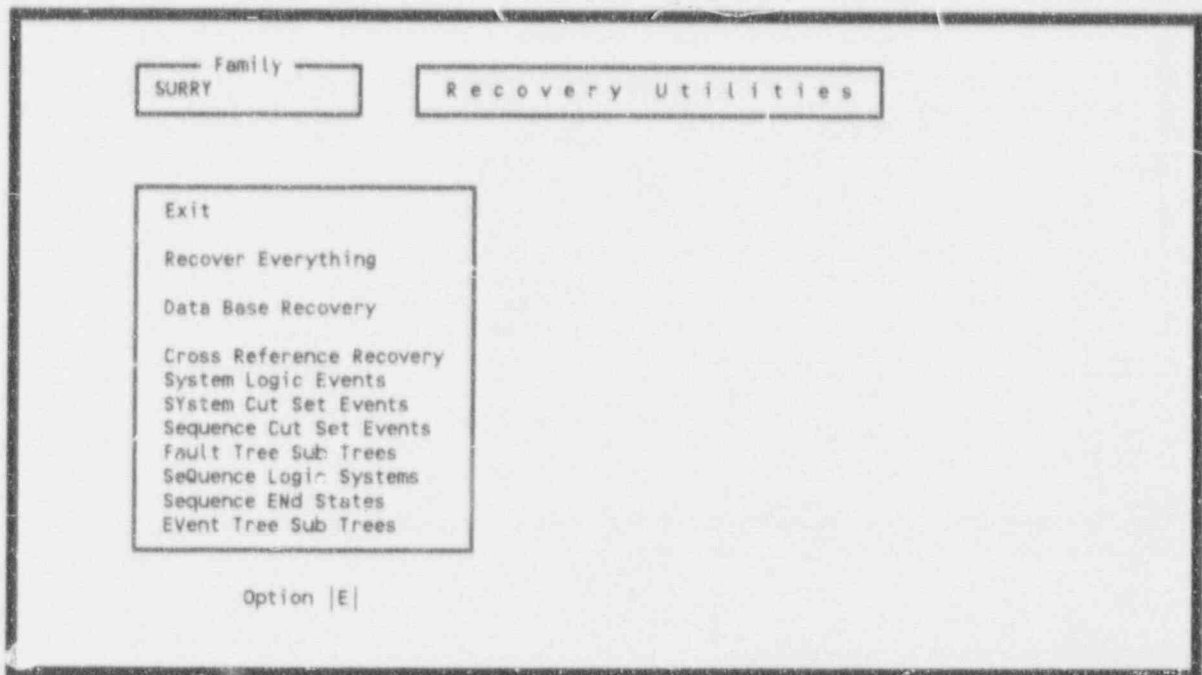 Family
SURRY
Recovery Utilities
Exit
Recover Everything
Data Base Recovery
Cross Reference Recovery
System Logic Events
SYstem Cut Set Events
Sequence Cut Set Events
Fault Tree Sub Trees
SeQuence Logic Systems
Sequence ENd States
EVent Tree Sub Trees
Option |E|